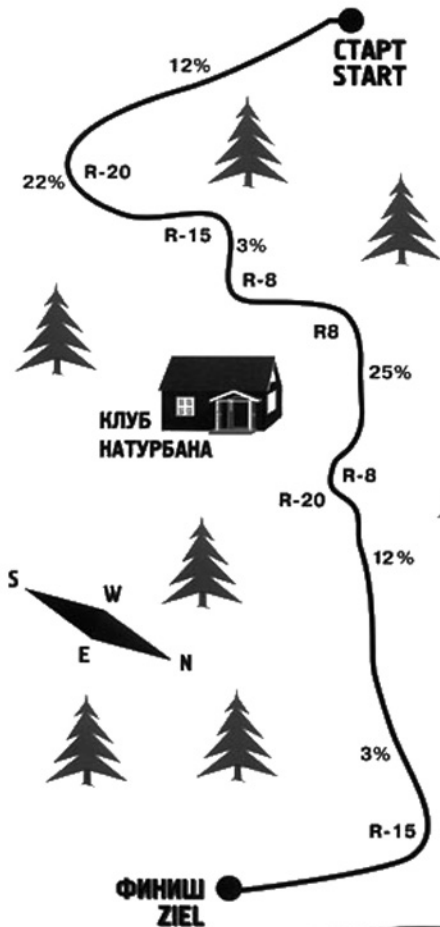 СТАРТ
START
12%
22%
R-20
R-15
3%
R-8
R8
25%
КЛУБ
НАТУРБАНА
R-8
R-20
12%
S
W
E
N
3%
R-15
ФИНИШ
ZIEL